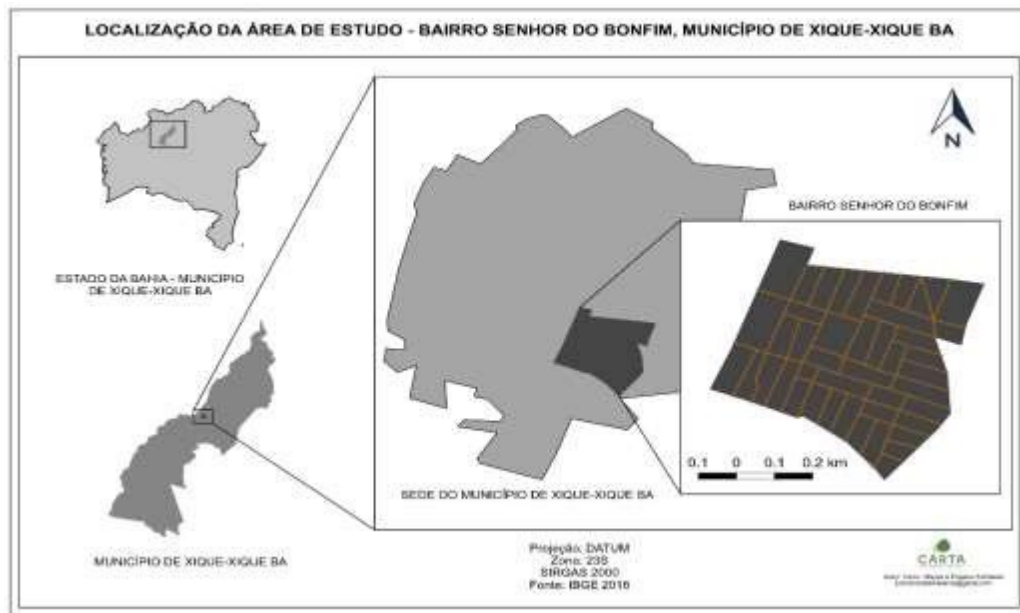 LOCALIZAÇÃO DA ÁREA DE ESTUDO - BAIRRO SENHOR DO BONFIM, MUNICÍPIO DE XIQUE-XIQUE BA
N
BAIRRO SENHOR DO BONFIM
ESTADO DA BAHIA - MUNICÍPIO
DE XIQUE-XIQUE BA
0.1 0 0.1 0.2 km
SEDE DO MUNICÍPIO DE XIQUE-XIQUE BA
MUNICÍPIO DE XIQUE-XIQUE BA
Projeção: DATUM
Zona: 23S
SIRGAS 2000
Fonte: IBGE 2016
CARTA